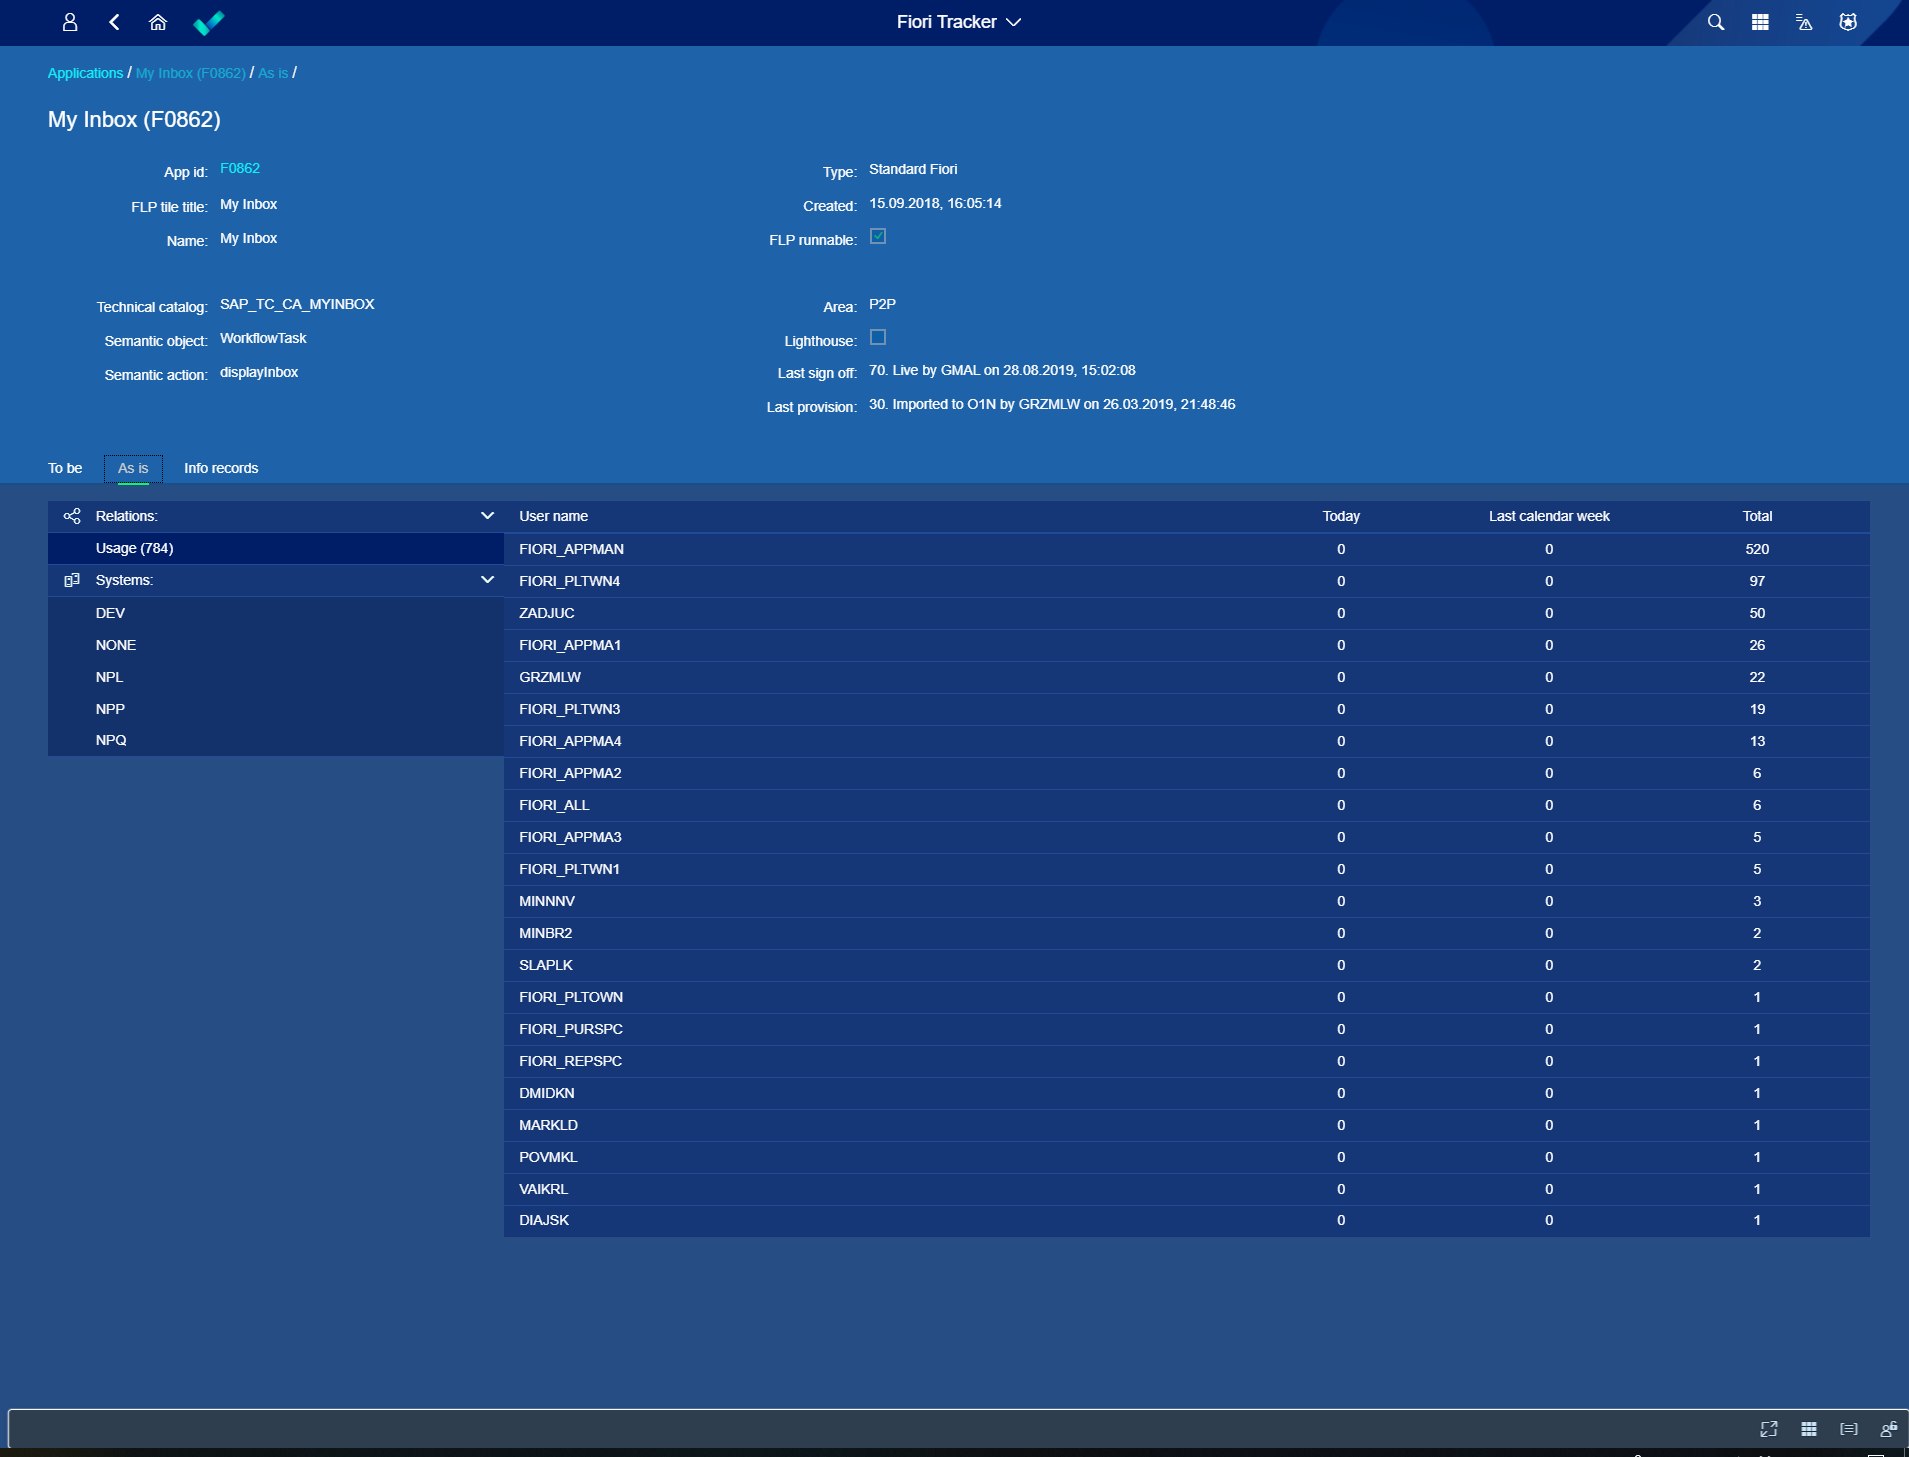 Fiori Tracker
Applications / My Inbox (F0862) / As is /
My Inbox (F0862)
App id: F0862
FLP tile title: My Inbox
Name: My Inbox
Technical catalog: SAP_TC_CA_MYINBOX
Semantic object: WorkflowTask
Semantic action: displayInbox
Type: Standard Fiori
Created: 15.09.2018, 16:05:14
FLP runnable:
Area: P2P
Lighthouse:
Last sign off: 70. Live by GMAL on 28.08.2019, 15:02:08
Last provision: 30. Imported to O1N by GRZMLW on 26.03.2019, 21:48:46
To be As is Info records
Relations:
Usage (784)
Systems:
DEV
NONE
NPL
NPP
NPQ
User name Today Last calendar week Total
FIORI_APPMAN 0 0 520
FIORI_PLTWN4 0 0 97
ZADJUC 0 0 50
FIORI_APPMA1 0 0 26
GRZMLW 0 0 22
FIORI_PLTWN3 0 0 19
FIORI_APPMA4 0 0 13
FIORI_APPMA2 0 0 6
FIORI_ALL 0 0 6
FIORI_APPMA3 0 0 5
FIORI_PLTWN1 0 0 5
MINNNV 0 0 3
MINBR2 0 0 2
SLAPLK 0 0 2
FIORI_PLTOWN 0 0 1
FIORI_PURSPC 0 0 1
FIORI_REPSPC 0 0 1
DMIDKN 0 0 1
MARKLD 0 0 1
POVMKL 0 0 1
VAIKRL 0 0 1
DIAJSK 0 0 1